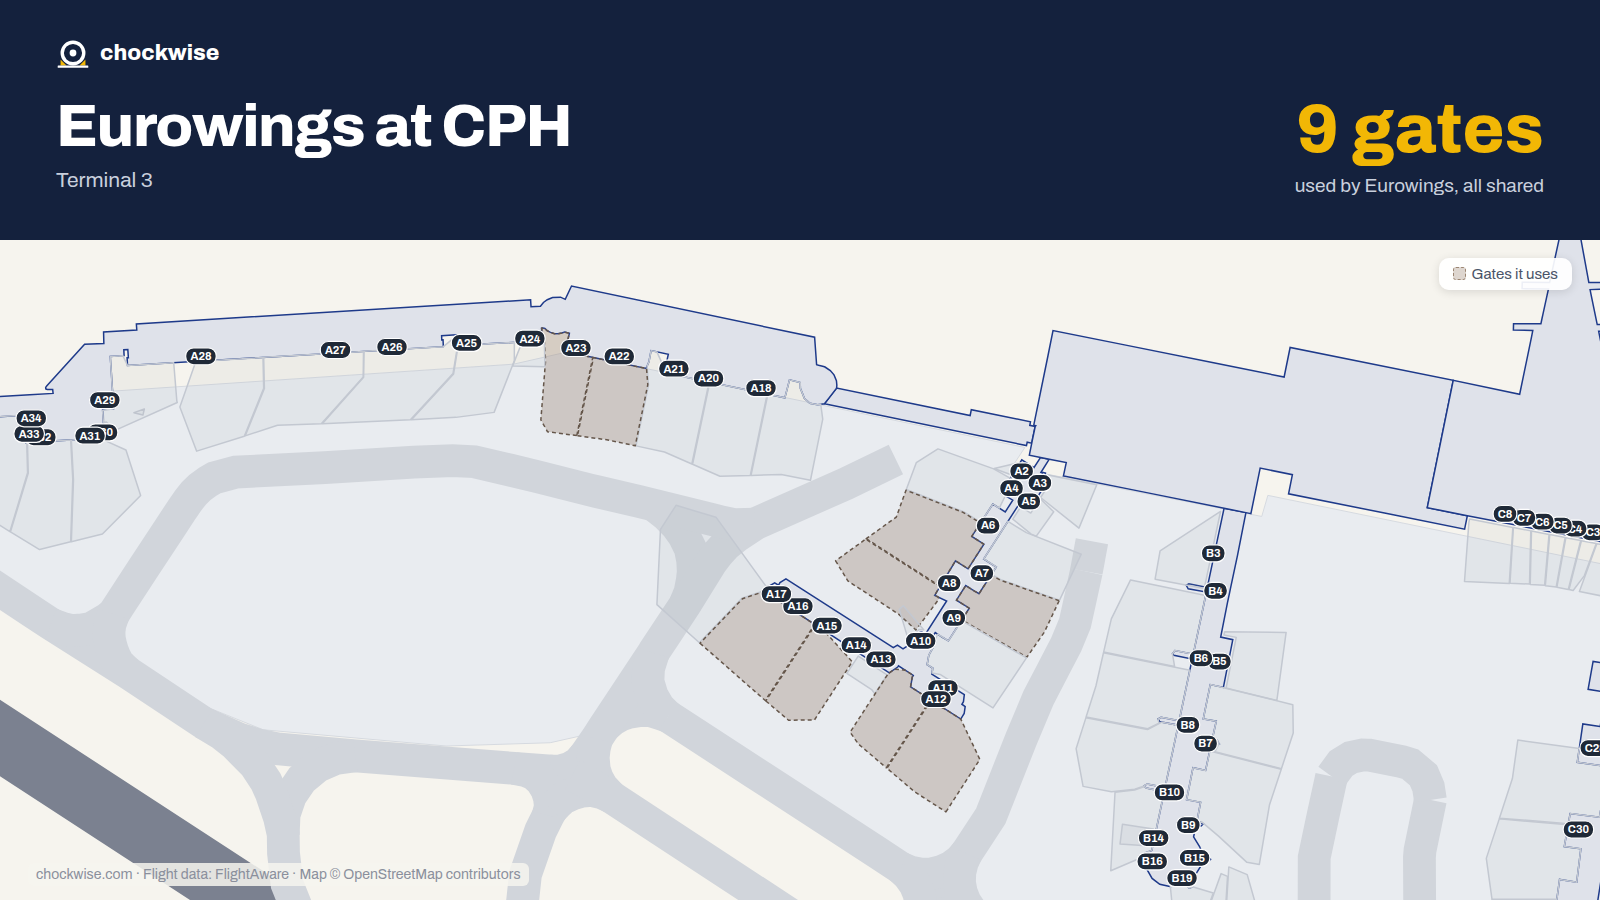 chockwise
Eurowings at CPH
Terminal 3
9 gates
used by Eurowings, all shared
Gates it uses
A28
A27
A26
A25
A24
A23
A22
A21
A20
A18
A29
A34
A33
A31
A2
A3
A4
A5
A6
A7
A8
A9
A10
A17
A16
A15
A14
A13
A11
A12
B3
B4
B6
B5
B8
B7
B10
B9
B14
B16
B15
B19
C8
C7
C6
C5
C4
C3
C30
chockwise.com · Flight data: FlightAware · Map © OpenStreetMap contributors